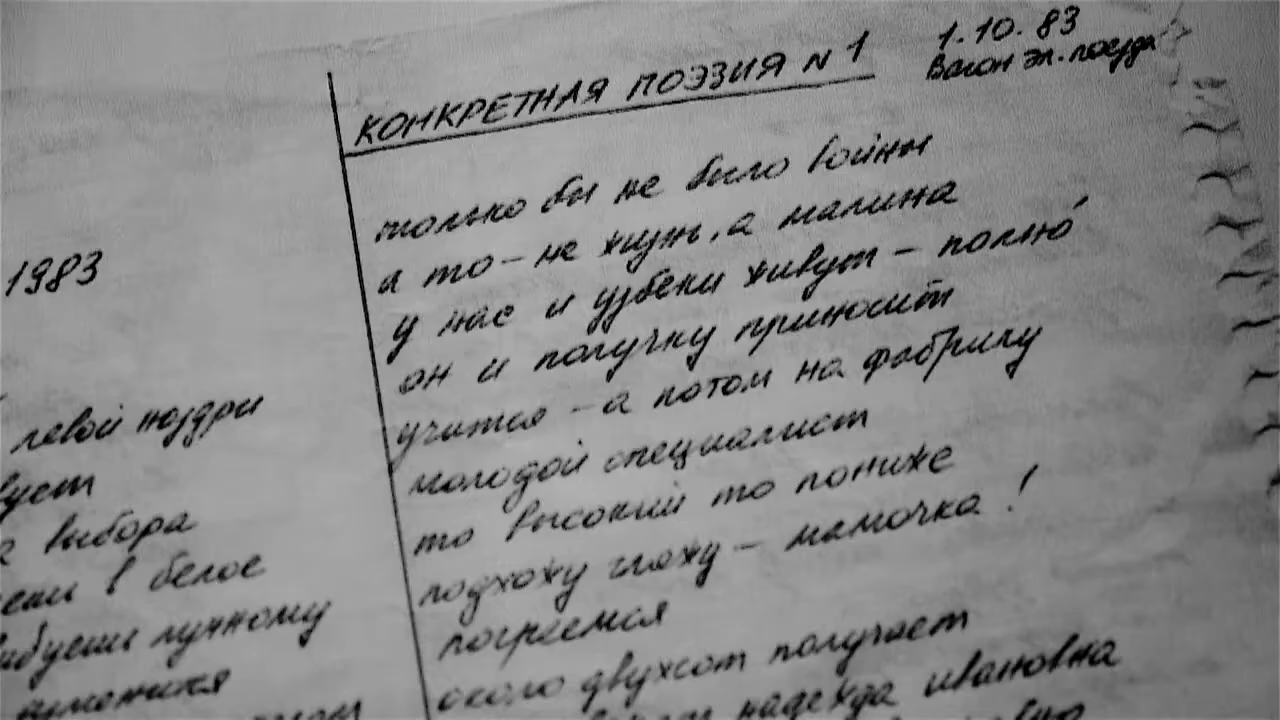 КОНКРЕТНАЯ ПОЭЗИЯ N 1
1.10.83
Вагон эл. поезда
только бы не было войны
а то – не жизнь, а малина
у нас и узбеки живут – полно́
он и получку приносит
учится – а потом на фабрику
молодой специалист
то высокий то пониже
подхожу гляжу – мамочка!
погреемся
около двухсот получает
надежда ивановна
1983
левой ноздри
а выбора
в белое
лунному